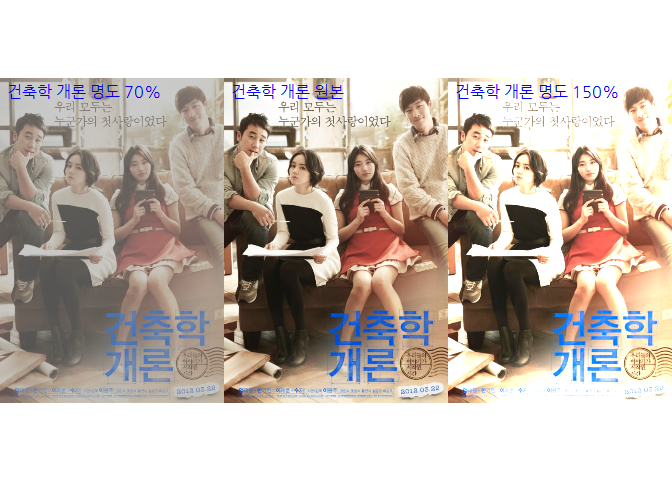 건축학 개론 명도 70%
우리 모두는
누군가의 첫사랑이었다
건축학
개론
2012.03.22
건축학 개론 원본
우리 모두는
누군가의 첫사랑이었다
건축학
개론
2012.03.22
건축학 개론 명도 150%
우리 모두는
누군가의 첫사랑이었다
건축학
개론
2012.03.22